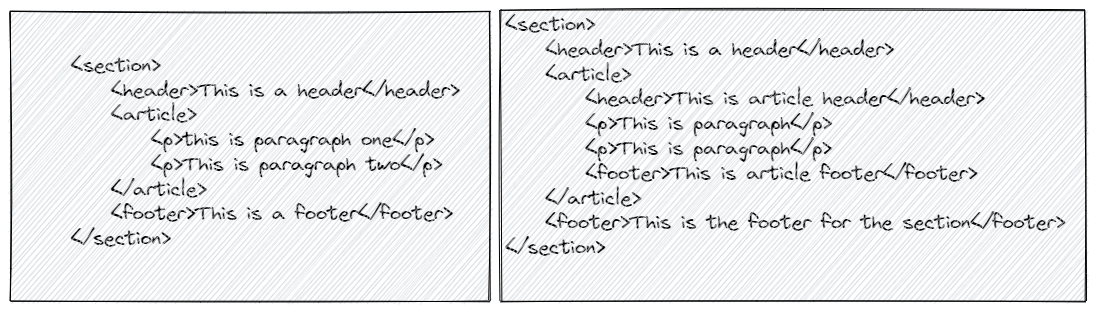 <section>
<header>This is a header</header>
<article>
<p>this is paragraph one</p>
<p>This is paragraph two</p>
</article>
<footer>This is a footer</footer>
</section>
<section>
<header>This is a header</header>
<article>
<header>This is article header</header>
<p>This is paragraph</p>
<p>This is paragraph</p>
<footer>This is article footer</footer>
</article>
<footer>This is the footer for the section</footer>
</section>